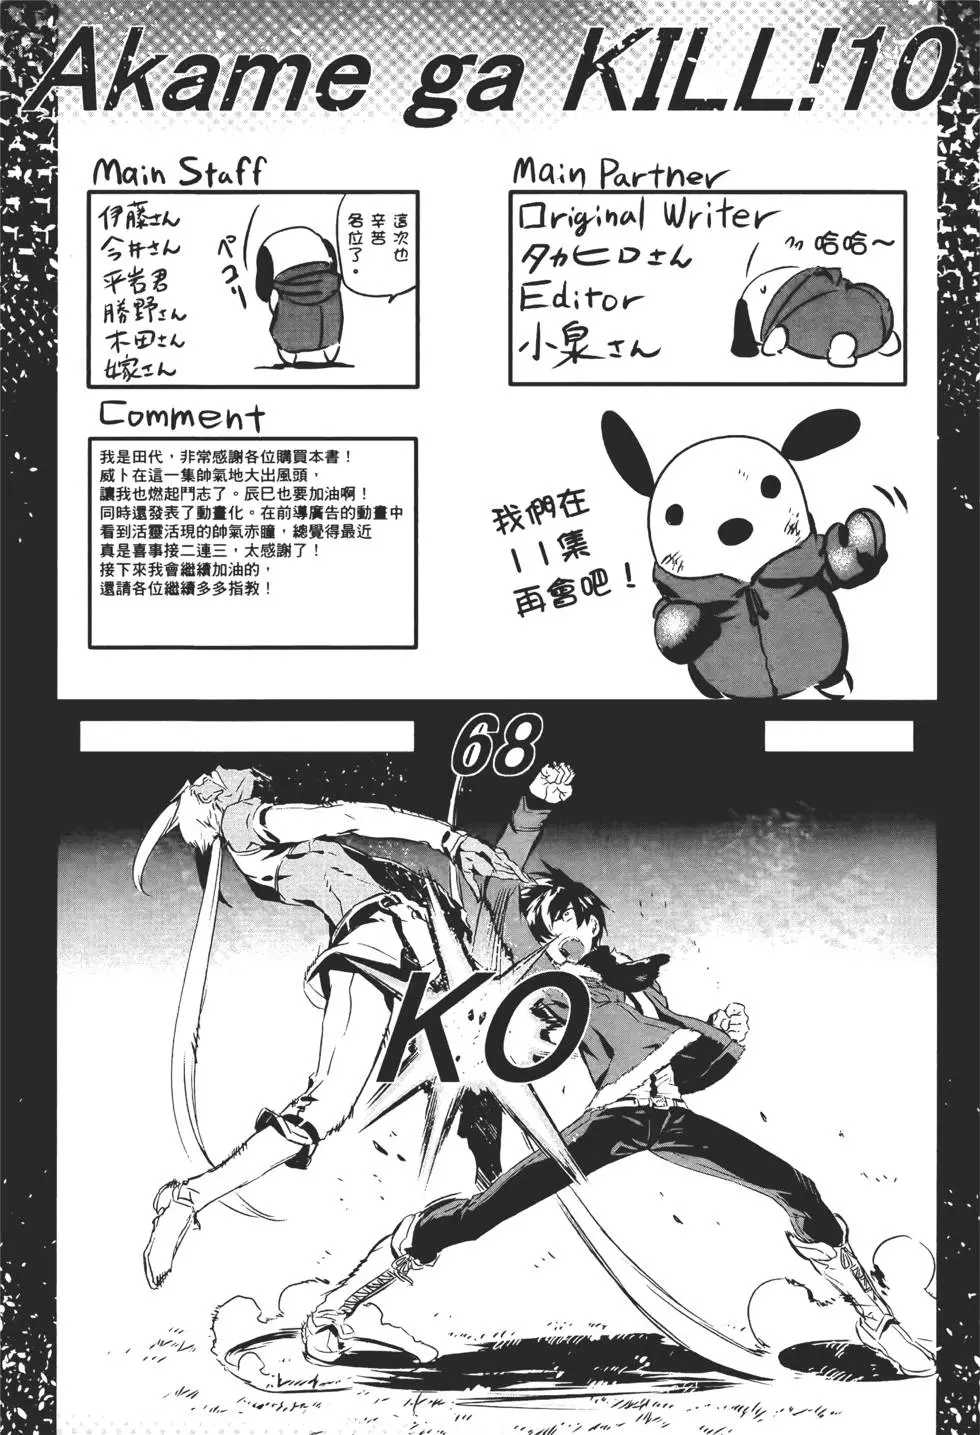 Akame ga KILL!10
Main Staff
伊藤さん
今井さん
平岩君
勝野さん
木田さん
嫁さん
ペコリ
這次也
辛苦
各位了。
Main Partner
Original Writer
タカヒロさん
Editor
小泉さん
哈哈~
Comment
我是田代，非常感謝各位購買本書！
威卜在這一集帥氣地大出風頭，
讓我也燃起鬥志了。辰巳也要加油啊！
同時還發表了動畫化。在前導廣告的動畫中
看到活靈活現的帥氣赤瞳，總覺得最近
真是喜事接二連三，太感謝了！
接下來我會繼續加油的，
還請各位繼續多多指教！
我們在
11集
再會吧！
68
KO